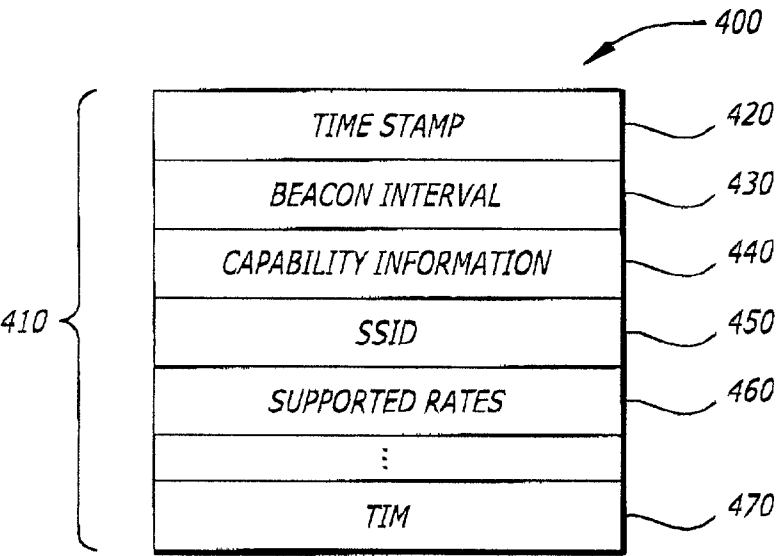 400
TIME STAMP 420
BEACON INTERVAL 430
CAPABILITY INFORMATION 440
410
SSID 450
SUPPORTED RATES 460
⋮
TIM 470